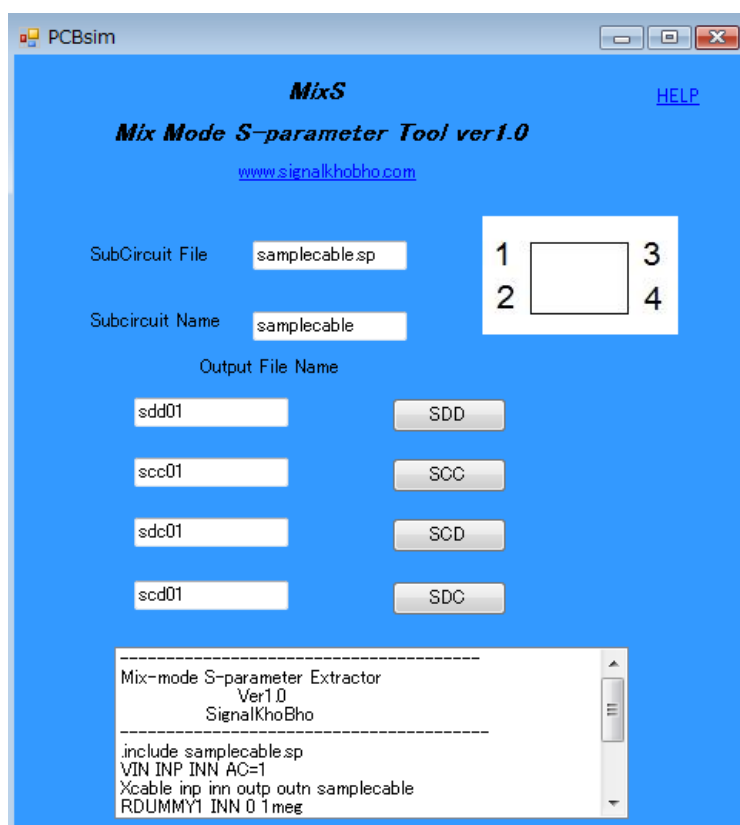 PCBsim
MixS
HELP
Mix Mode S-parameter Tool ver1.0
www.signalkhobho.com
SubCircuit File
samplecable.sp
1
3
2
4
Subcircuit Name
samplecable
Output File Name
sdd01
SDD
scc01
SCC
sdc01
SCD
scd01
SDC
----------------------------------------
Mix-mode S-parameter Extractor
Ver1.0
SignalKhoBho
-----------------------------------------
.include samplecable.sp
VIN INP INN AC=1
Xcable inp inn outp outn samplecable
RDUMMY1 INN 0 1meg